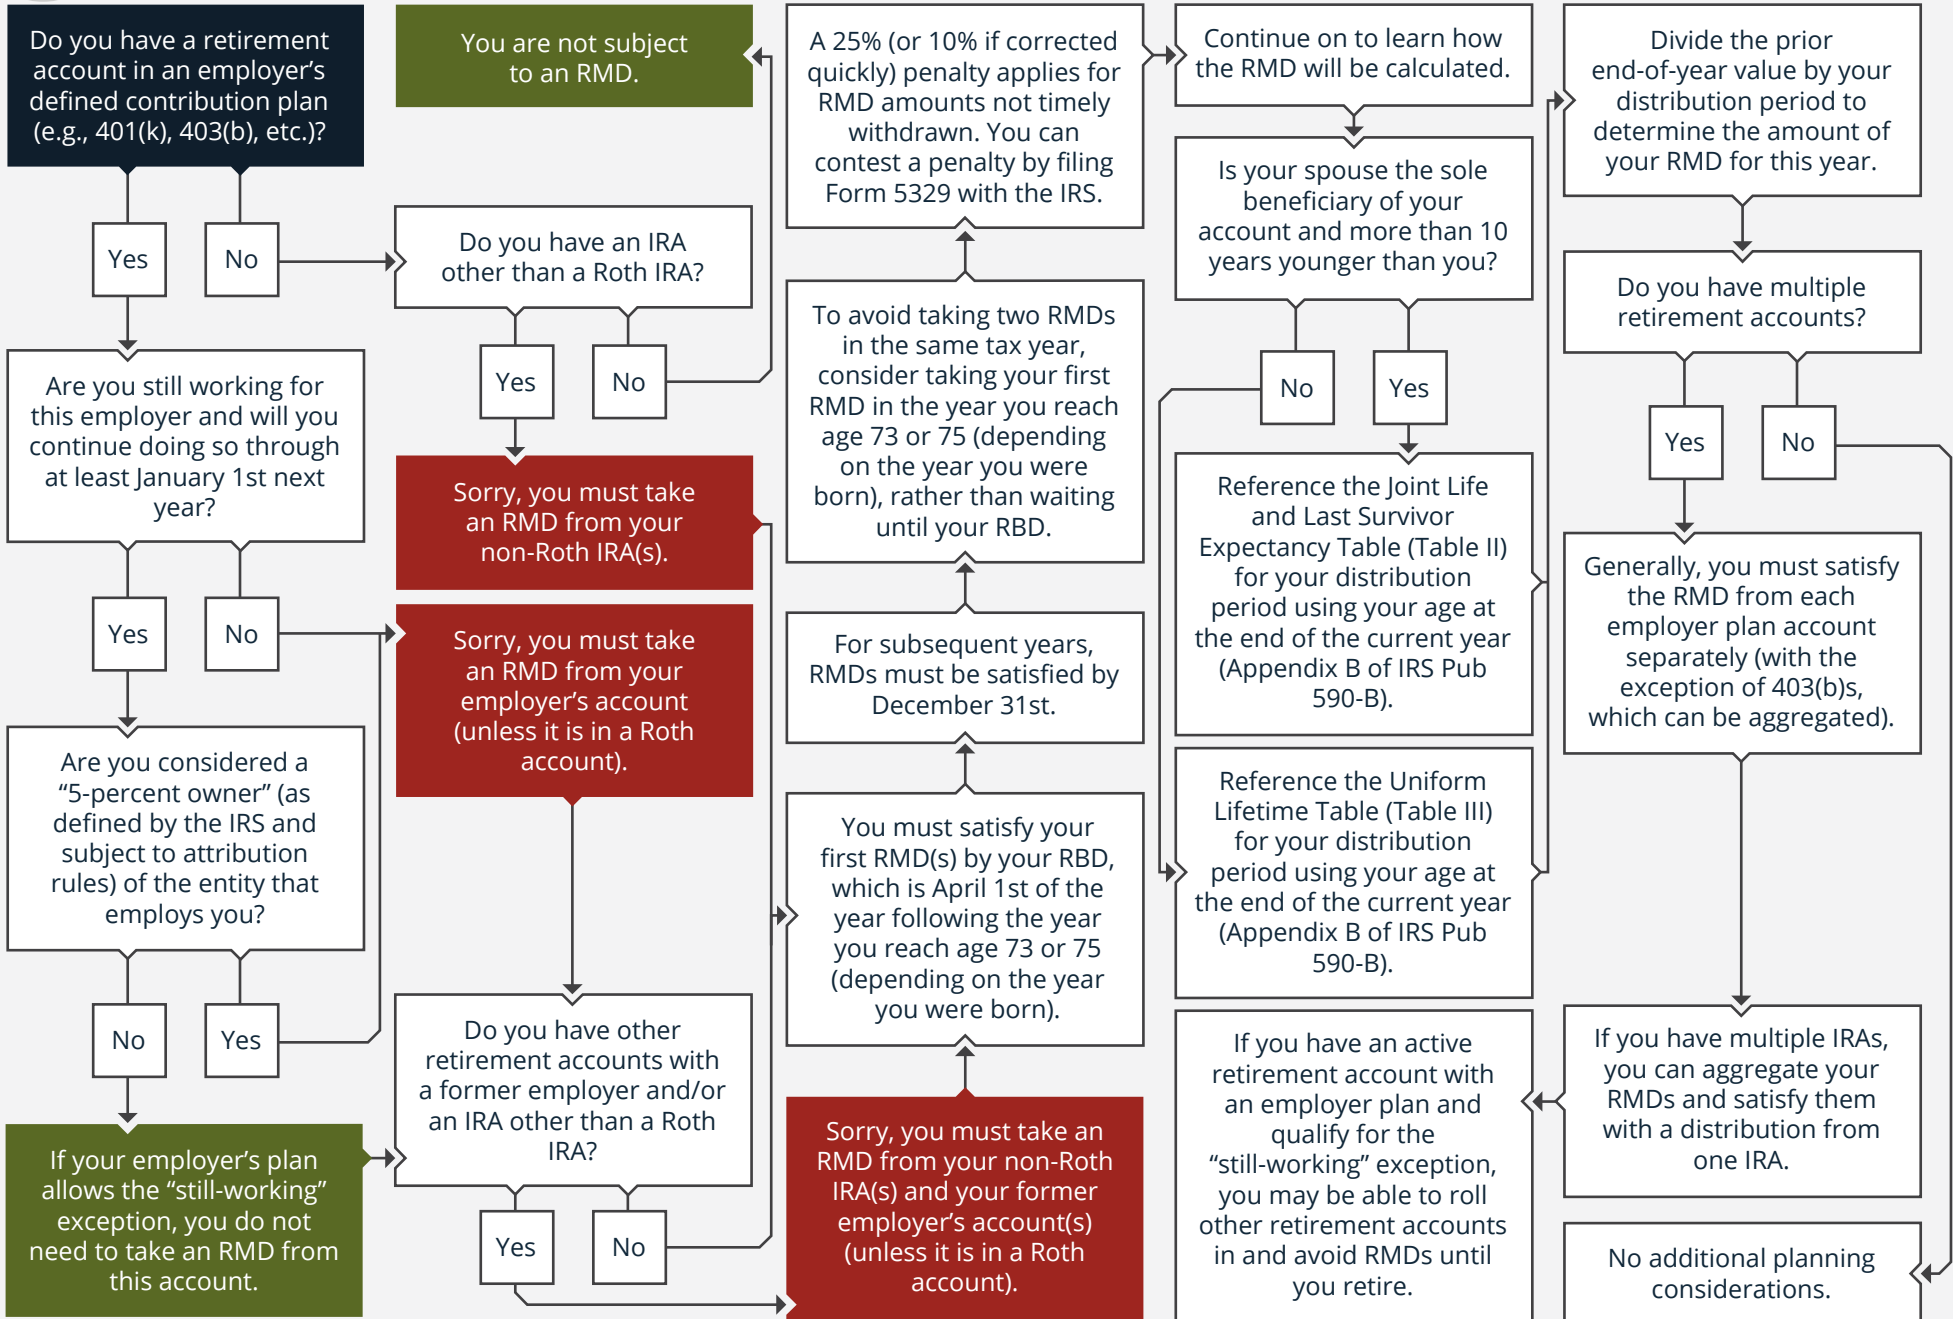 Do you have a retirement
account in an employer's
defined contribution plan
(e.g., 401(k), 403(b), etc.)?
Yes
No
Are you still working for
this employer and will you
continue doing so through
at least January 1st next
year?
Yes
No
Are you considered a
“5-percent owner” (as
defined by the IRS and
subject to attribution
rules) of the entity that
employs you?
No
Yes
If your employer’s plan
allows the “still-working”
exception, you do not
need to take an RMD from
this account.
You are not subject
to an RMD.
Do you have an IRA
other than a Roth IRA?
Yes
No
Sorry, you must take
an RMD from your
non-Roth IRA(s).
Sorry, you must take
an RMD from your
employer’s account
(unless it is in a Roth
account).
Do you have other
retirement accounts with
a former employer and/or
an IRA other than a Roth
IRA?
Yes
No
A 25% (or 10% if corrected
quickly) penalty applies for
RMD amounts not timely
withdrawn. You can
contest a penalty by filing
Form 5329 with the IRS.
To avoid taking two RMDs
in the same tax year,
consider taking your first
RMD in the year you reach
age 73 or 75 (depending
on the year you were
born), rather than waiting
until your RBD.
For subsequent years,
RMDs must be satisfied by
December 31st.
You must satisfy your
first RMD(s) by your RBD,
which is April 1st of the
year following the year
you reach age 73 or 75
(depending on the year
you were born).
Sorry, you must take an
RMD from your non-Roth
IRA(s) and your former
employer’s account(s)
(unless it is in a Roth
account).
Continue on to learn how
the RMD will be calculated.
Is your spouse the sole
beneficiary of your
account and more than 10
years younger than you?
No
Yes
Reference the Joint Life
and Last Survivor
Expectancy Table (Table II)
for your distribution
period using your age at
the end of the current year
(Appendix B of IRS Pub
590-B).
Reference the Uniform
Lifetime Table (Table III)
for your distribution
period using your age at
the end of the current year
(Appendix B of IRS Pub
590-B).
If you have an active
retirement account with
an employer plan and
qualify for the
“still-working” exception,
you may be able to roll
other retirement accounts
in and avoid RMDs until
you retire.
Divide the prior
end-of-year value by your
distribution period to
determine the amount of
your RMD for this year.
Do you have multiple
retirement accounts?
Yes
No
Generally, you must satisfy
the RMD from each
employer plan account
separately (with the
exception of 403(b)s,
which can be aggregated).
If you have multiple IRAs,
you can aggregate your
RMDs and satisfy them
with a distribution from
one IRA.
No additional planning
considerations.